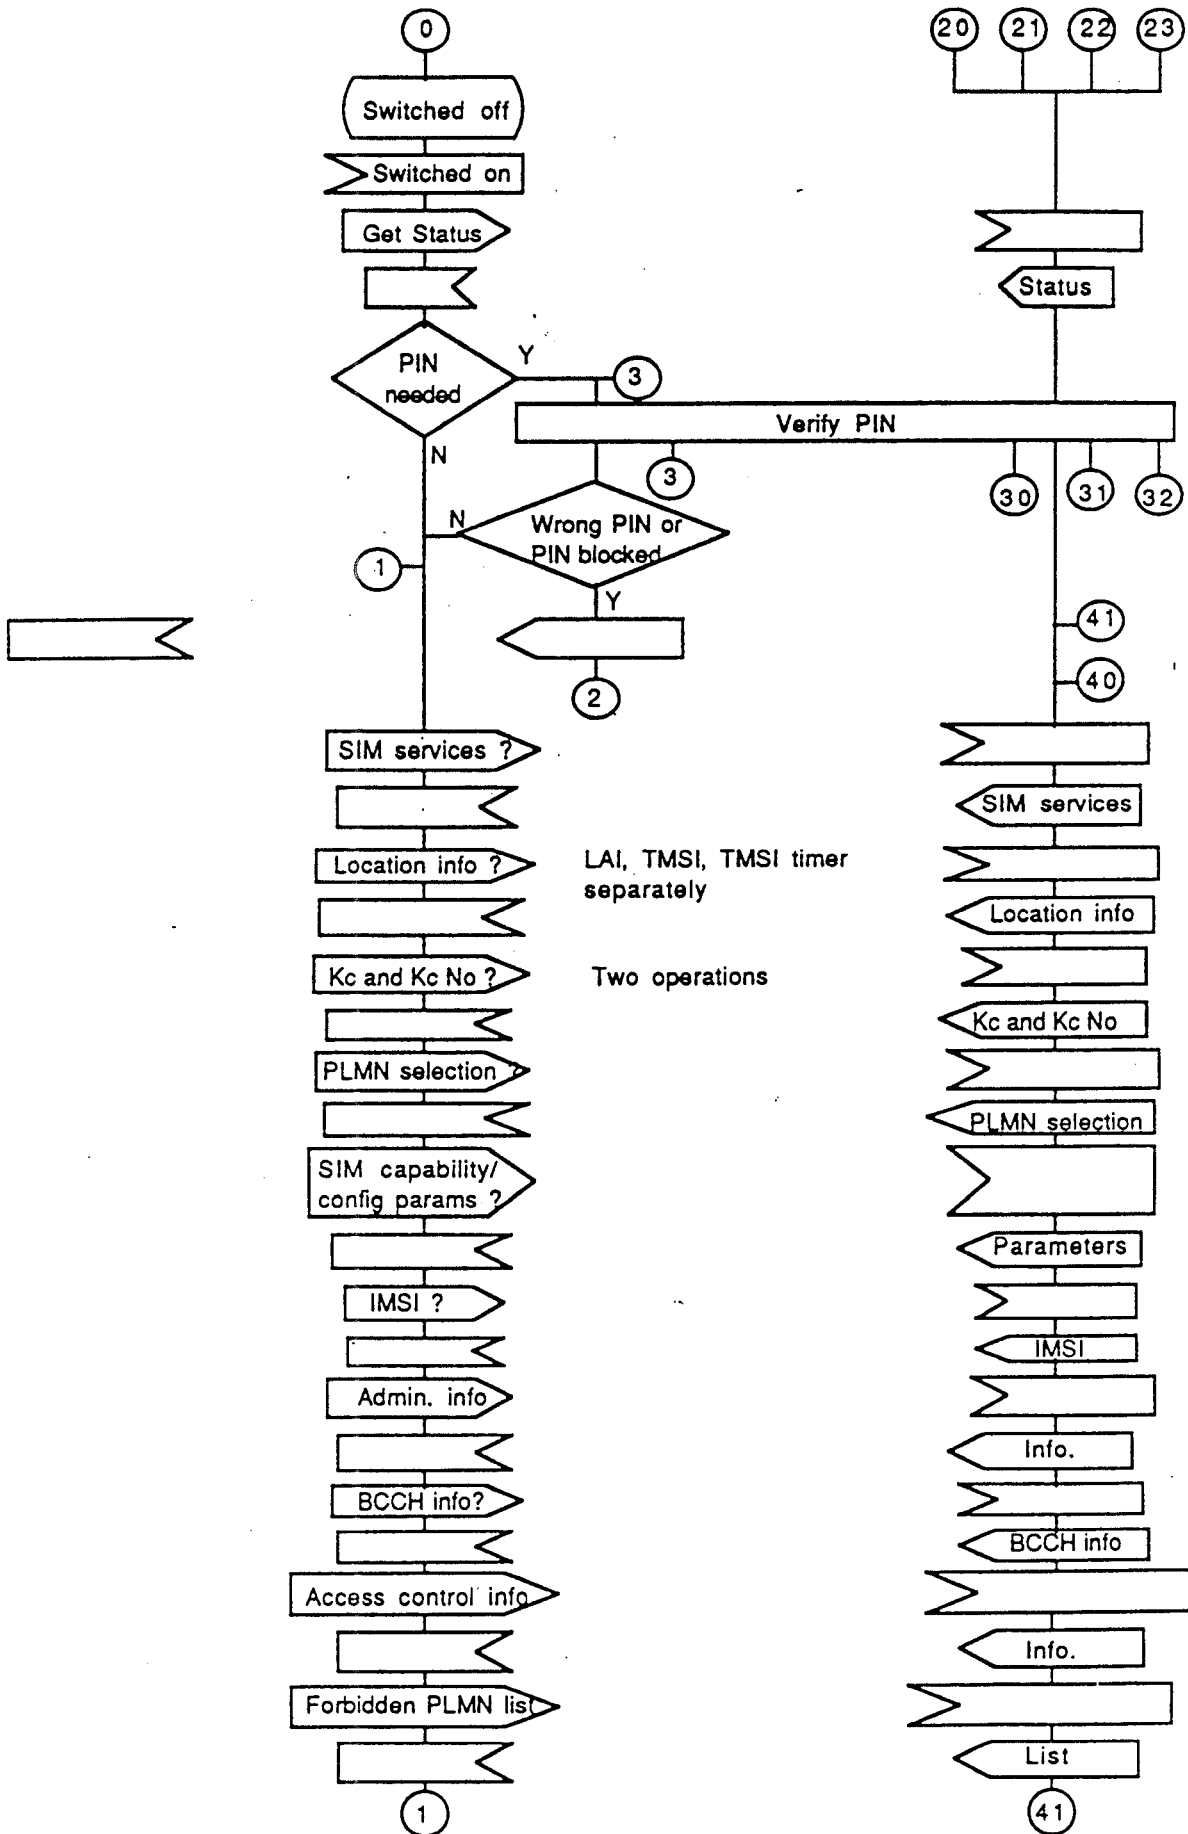 0
20 21 22 23
Switched off
Switched on
Get Status
Status
PIN
needed
Y
3
Verify PIN
N
3
30 31 32
N
Wrong PIN or
PIN blocked
1
Y
41
2
40
SIM services ?
SIM services
Location info ?
LAI, TMSI, TMSI timer
separately
Location info
Kc and Kc No ?
Two operations
Kc and Kc No
PLMN selection ?
PLMN selection
SIM capability/
config params ?
Parameters
IMSI ?
IMSI
Admin. info
Info.
BCCH info?
BCCH info
Access control info
Info.
Forbidden PLMN list
List
1
41